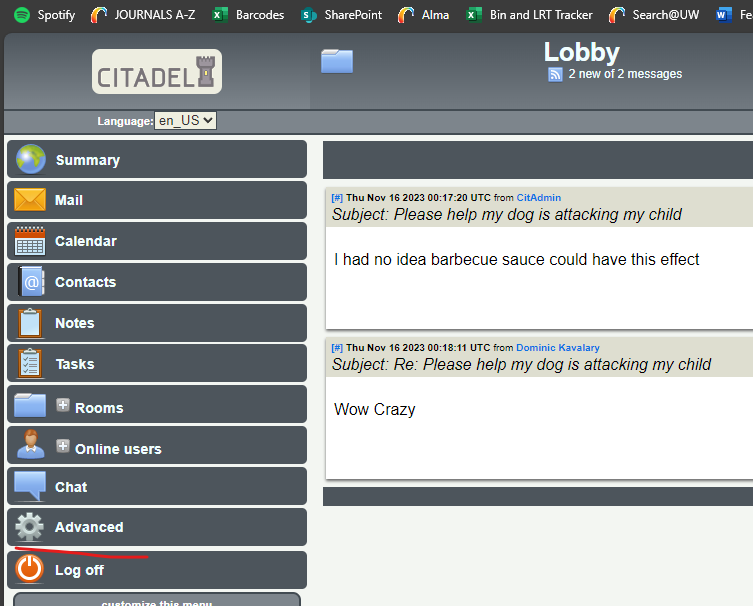 Spotify JOURNALS A-Z Barcodes SharePoint Alma Bin and LRT Tracker Search@UW Fe
CITADEL
Lobby
2 new of 2 messages
Language: en_US
Summary
Mail
Calendar
Contacts
Notes
Tasks
Rooms
Online users
Chat
Advanced
Log off
customize this menu
[#] Thu Nov 16 2023 00:17:20 UTC from CitAdmin
Subject: Please help my dog is attacking my child
I had no idea barbecue sauce could have this effect
[#] Thu Nov 16 2023 00:18:11 UTC from Dominic Kavalary
Subject: Re: Please help my dog is attacking my child
Wow Crazy